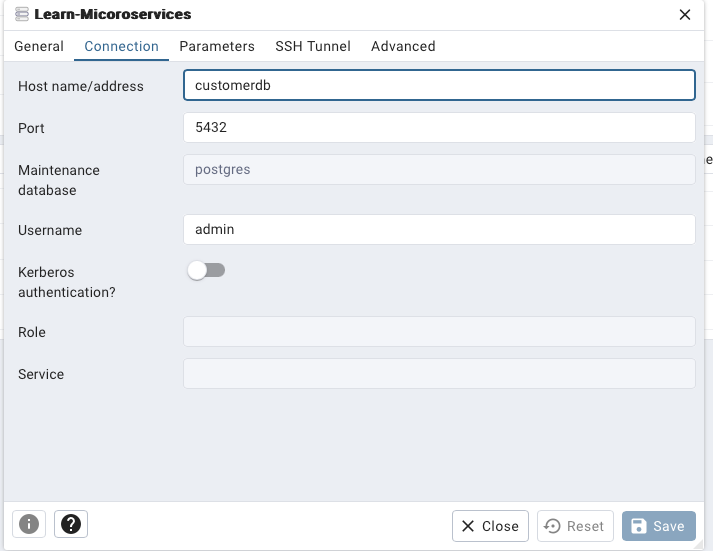 Learn-Micoroservices
General Connection Parameters SSH Tunnel Advanced
Host name/address customerdb
Port 5432
Maintenance database postgres
Username admin
Kerberos authentication?
Role
Service
Close Reset Save